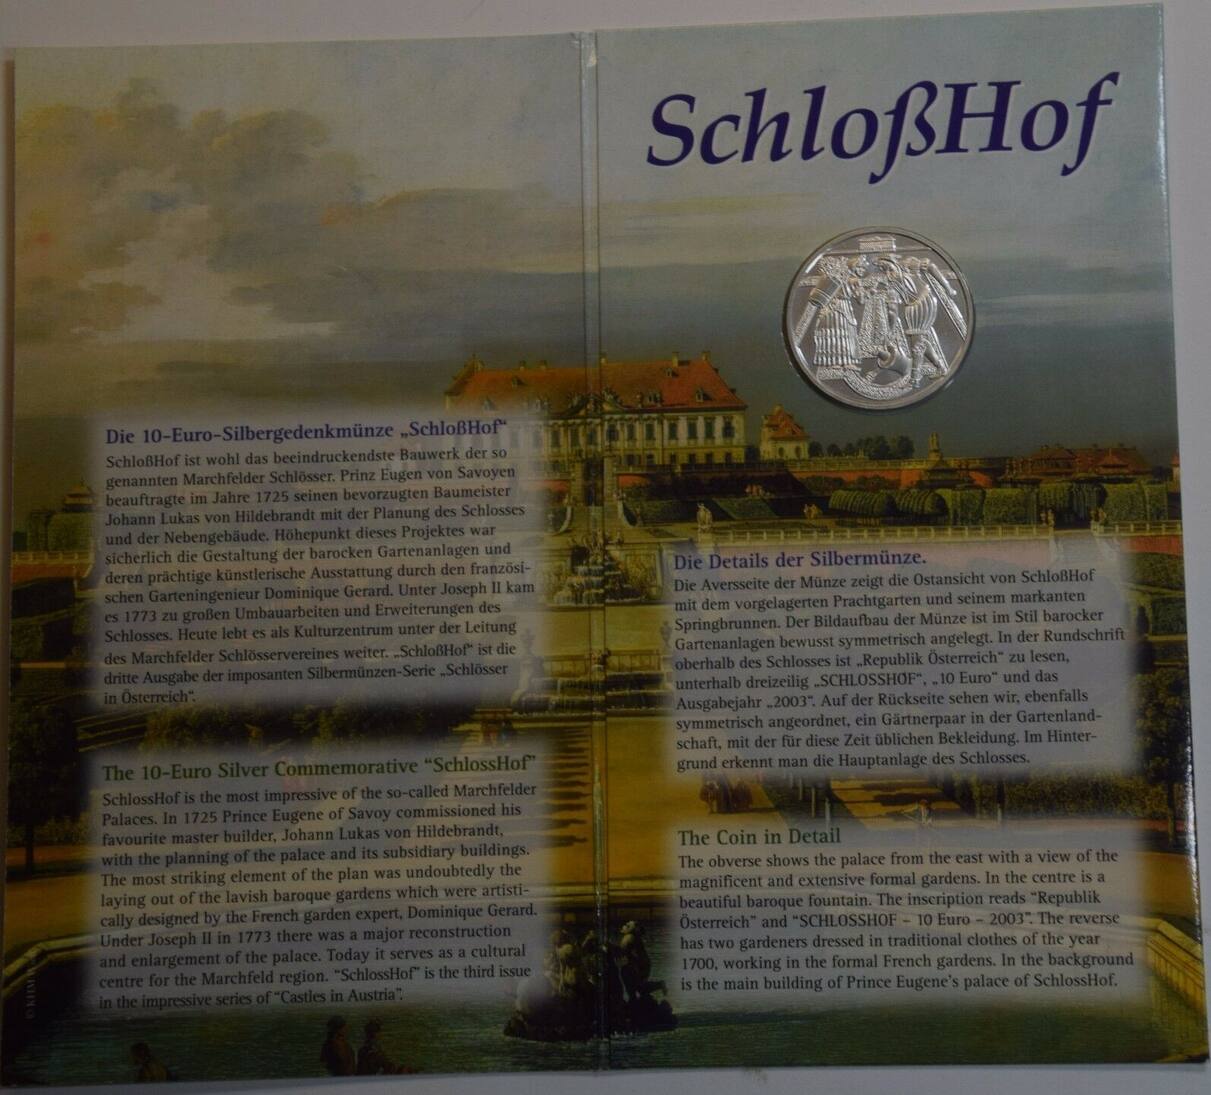 SchloßHof
Die 10-Euro-Silbergedenkmünze „SchloßHof“
SchloßHof ist wohl das beeindruckendste Bauwerk der so
genannten Marchfelder Schlösser. Prinz Eugen von Savoyen
beauftragte im Jahre 1725 seinen bevorzugten Baumeister
Johann Lukas von Hildebrandt mit der Planung des Schlosses
und der Nebengebäude. Höhepunkt dieses Projektes war
sicherlich die Gestaltung der barocken Gartenanlagen und
deren prächtige künstlerische Ausstattung durch den französi-
schen Garteningenieur Dominique Gerard. Unter Joseph II kam
es 1773 zu großen Umbauarbeiten und Erweiterungen des
Schlosses. Heute lebt es als Kulturzentrum unter der Leitung
des Marchfelder Schlösservereines weiter. „SchloßHof“ ist die
dritte Ausgabe der imposanten Silbermünzen-Serie „Schlösser
in Österreich“.
The 10-Euro Silver Commemorative “SchlossHof”
SchlossHof is the most impressive of the so-called Marchfelder
Palaces. In 1725 Prince Eugene of Savoy commissioned his
favourite master builder, Johann Lukas von Hildebrandt,
with the planning of the palace and its subsidiary buildings.
The most striking element of the plan was undoubtedly the
laying out of the lavish baroque gardens which were artisti-
cally designed by the French garden expert, Dominique Gerard.
Under Joseph II in 1773 there was a major reconstruction
and enlargement of the palace. Today it serves as a cultural
centre for the Marchfeld region. “SchlossHof” is the third issue
in the impressive series of “Castles in Austria”.
Die Details der Silbermünze.
Die Aversseite der Münze zeigt die Ostansicht von SchloßHof
mit dem vorgelagerten Prachtgarten und seinem markanten
Springbrunnen. Der Bildaufbau der Münze ist im Stil barocker
Gartenanlagen bewusst symmetrisch angelegt. In der Rundschrift
oberhalb des Schlosses ist „Republik Österreich“ zu lesen,
unterhalb dreizeilig „SCHLOSSHOF“, „10 Euro“ und das
Ausgabejahr „2003“. Auf der Rückseite sehen wir, ebenfalls
symmetrisch angeordnet, ein Gärtnerpaar in der Gartenland-
schaft, mit der für diese Zeit üblichen Bekleidung. Im Hinter-
grund erkennt man die Hauptanlage des Schlosses.
The Coin in Detail
The obverse shows the palace from the east with a view of the
magnificent and extensive formal gardens. In the centre is a
beautiful baroque fountain. The inscription reads “Republik
Österreich” and “SCHLOSSHOF – 10 Euro – 2003”. The reverse
has two gardeners dressed in traditional clothes of the year
1700, working in the formal French gardens. In the background
is the main building of Prince Eugene's palace of SchlossHof.